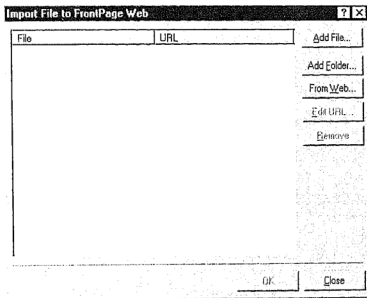 Import File to FrontPage Web
File URL
Add File...
Add Folder...
From Web...
Edit URL...
Remove
OK Close